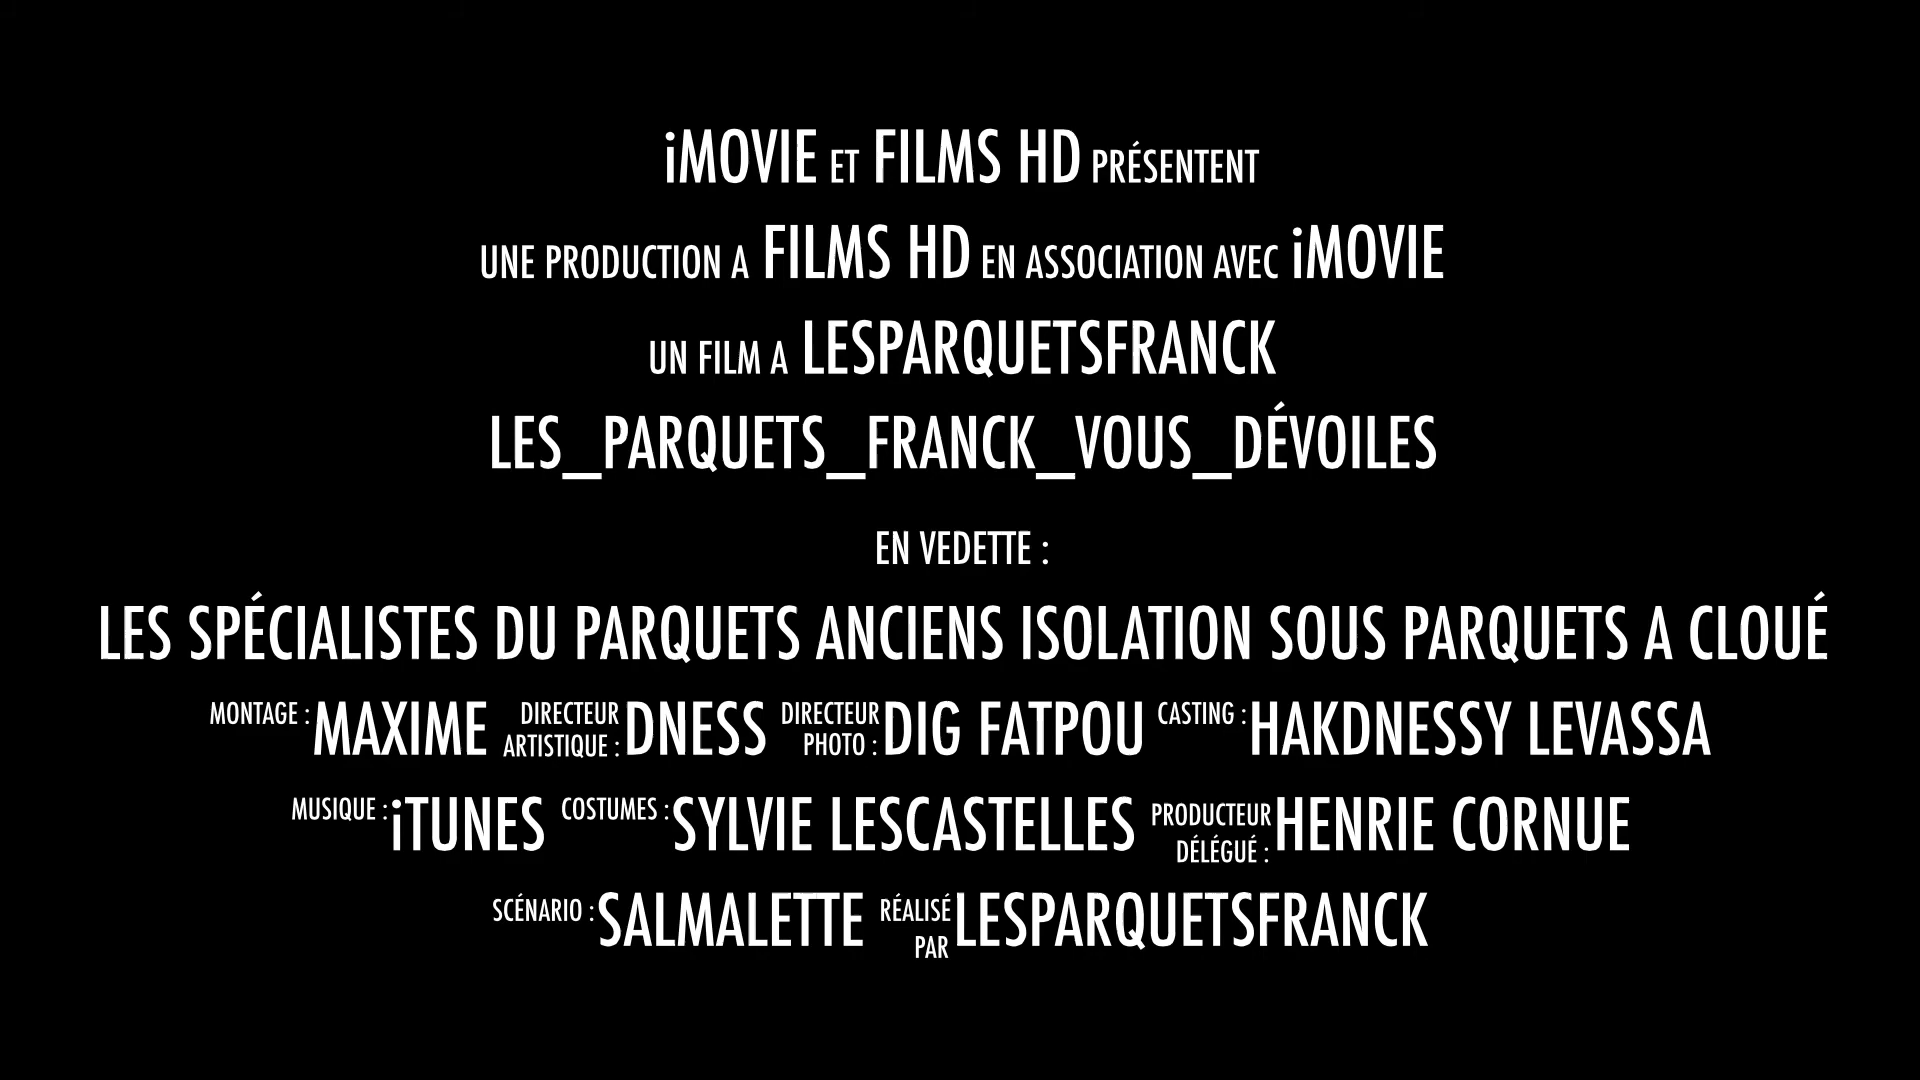 iMOVIE ET FILMS HD PRÉSENTENT
UNE PRODUCTION A FILMS HD EN ASSOCIATION AVEC iMOVIE
UN FILM A LESPARQUETSFRANCK
LES_PARQUETS_FRANCK_VOUS_DÉVOILES
EN VEDETTE :
LES SPÉCIALISTES DU PARQUETS ANCIENS ISOLATION SOUS PARQUETS A CLOUÉ
MONTAGE : MAXIME DIRECTEUR ARTISTIQUE : DNESS DIRECTEUR PHOTO : DIG FATPOU CASTING : HAKDNESSY LEVASSA
MUSIQUE : iTUNES COSTUMES : SYLVIE LESCASTELLES PRODUCTEUR DÉLÉGUÉ : HENRIE CORNUE
SCÉNARIO : SALMALETTE RÉALISÉ PAR LESPARQUETSFRANCK